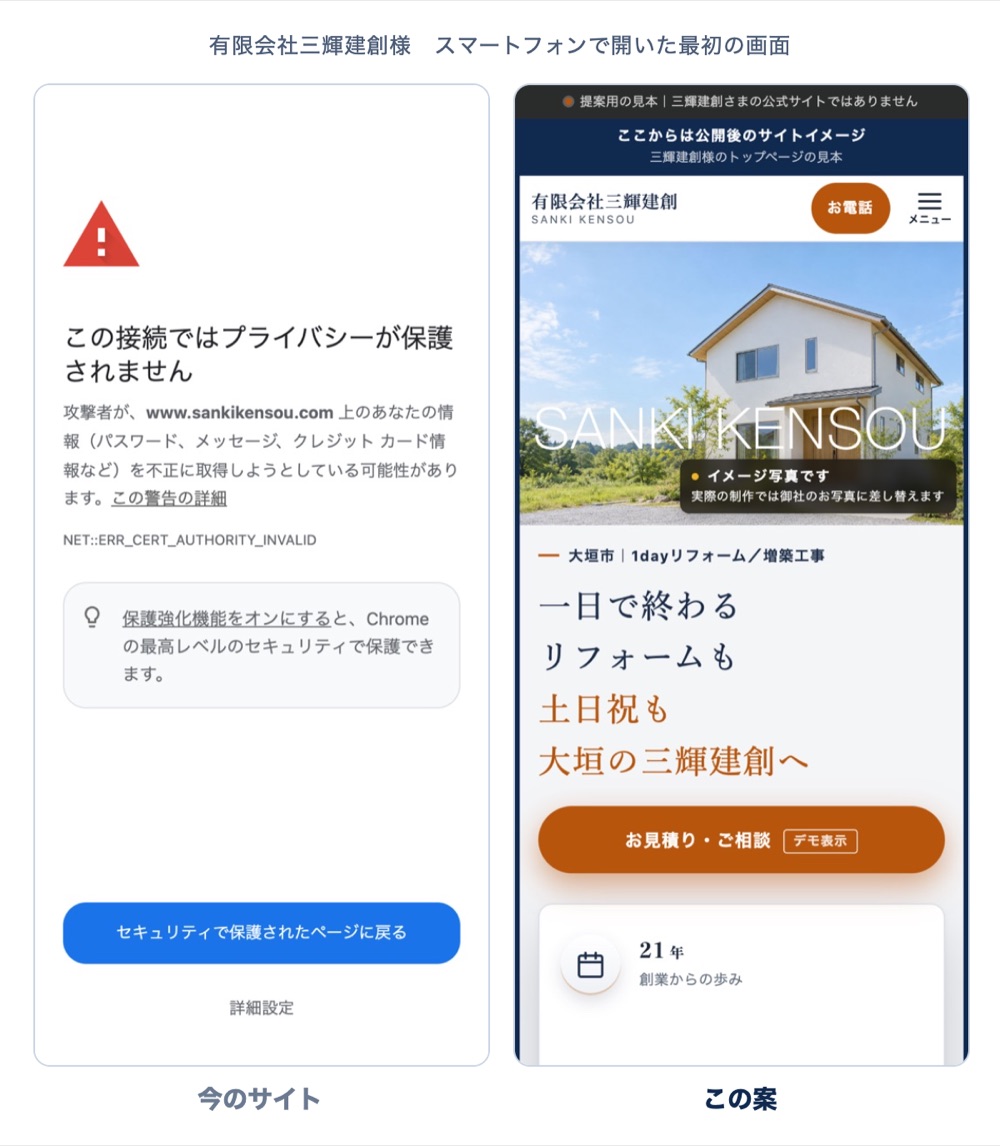 有限会社三輝建創様　スマートフォンで開いた最初の画面
この接続ではプライバシーが保護
されません
攻撃者が、www.sankikensou.com 上のあなたの情
報（パスワード、メッセージ、クレジット カード情
報など）を不正に取得しようとしている可能性があり
ます。この警告の詳細
NET::ERR_CERT_AUTHORITY_INVALID
保護強化機能をオンにすると、Chrome
の最高レベルのセキュリティで保護でき
ます。
セキュリティで保護されたページに戻る
詳細設定
今のサイト
提案用の見本｜三輝建創さまの公式サイトではありません
ここからは公開後のサイトイメージ
三輝建創様のトップページの見本
有限会社三輝建創
SANKI KENSOU
お電話
メニュー
SANKI KENSOU
イメージ写真です
実際の制作では御社のお写真に差し替えます
大垣市｜1dayリフォーム／増築工事
一日で終わる
リフォームも
土日祝も
大垣の三輝建創へ
お見積り・ご相談 デモ表示
21 年
創業からの歩み
この案